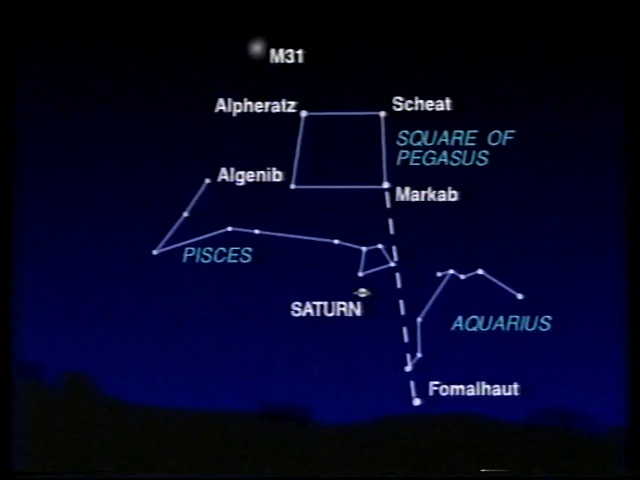 M31
Alpheratz
Scheat
SQUARE OF
PEGASUS
Algenib
Markab
PISCES
SATURN
AQUARIUS
Fomalhaut